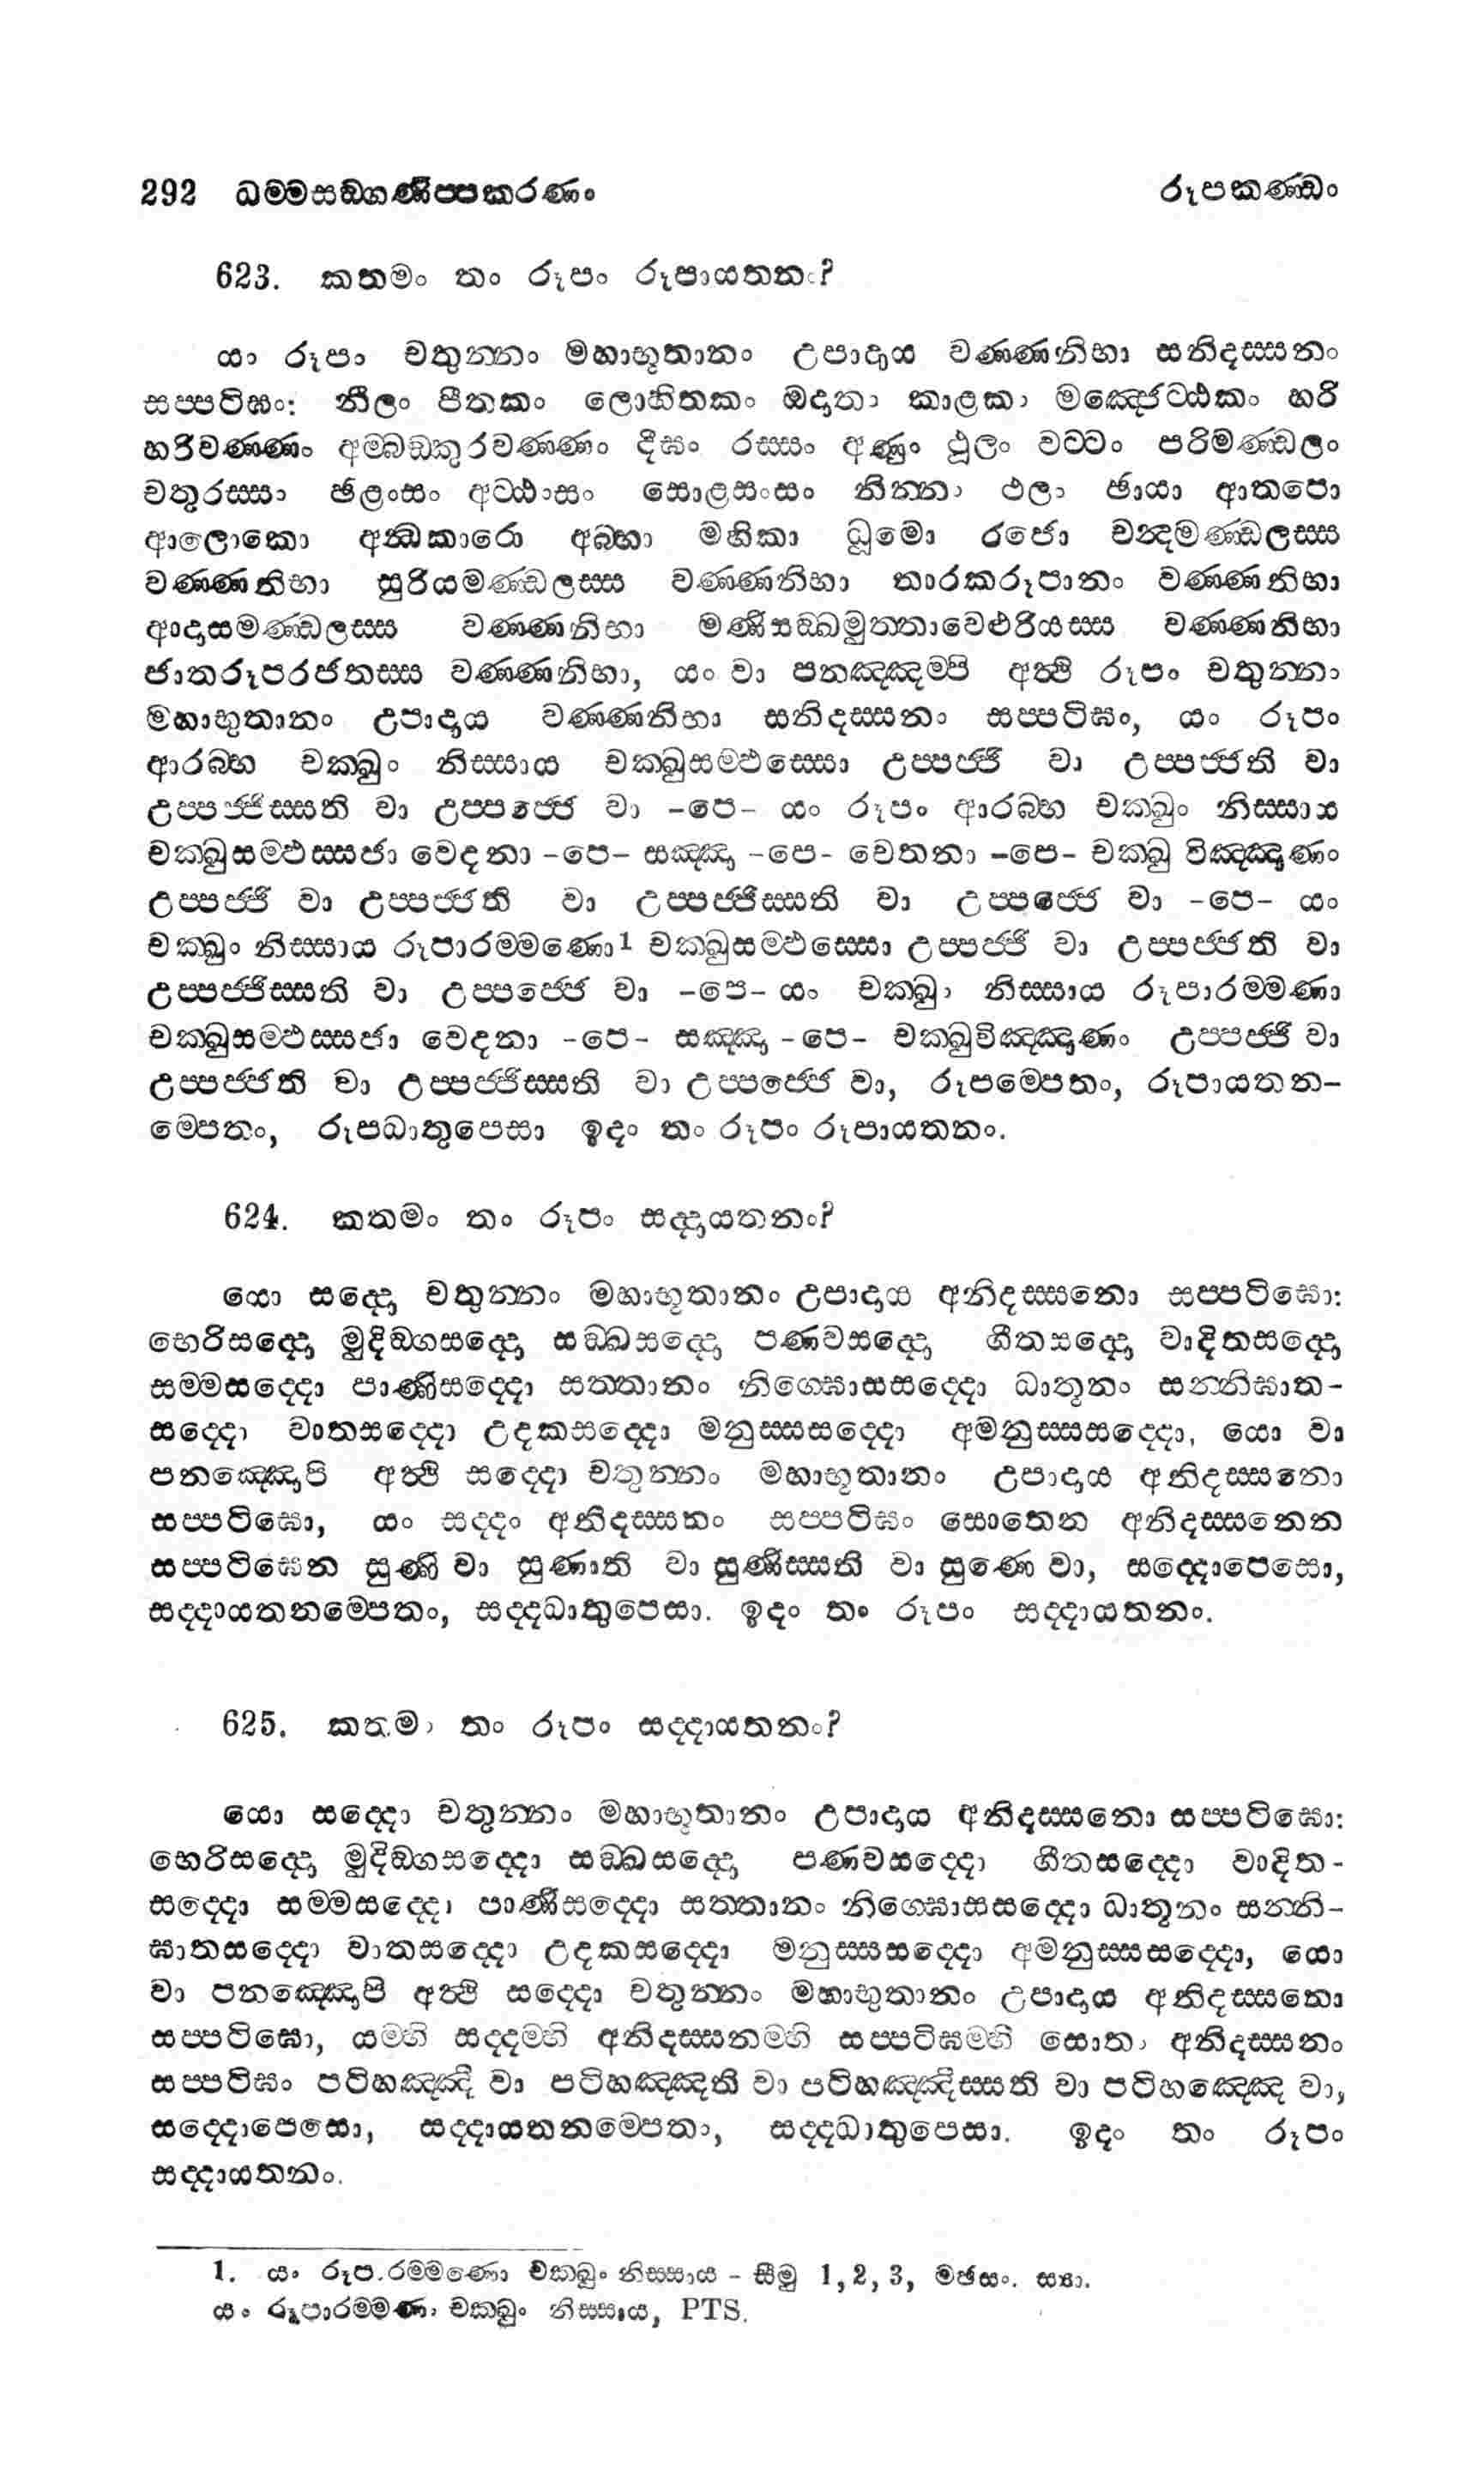 292 ධම්මසඞ්ගණිප්පකරණං රූපකණ්ඩං
623. කතමං තං රූපං රූපායතනං?
යං රූපං චතුන්නං මහාභූතානං උපාදාය වණ්ණනිභා සනිදස්සනං
සප්පටිඝං: නීලං පීතකං ලොහිතකං ඔදාතං කාළකං මඤ්ජෙට්ඨකං හරි
හරිවණ්ණං අම්බඞ්කුරවණ්ණං දීඝං රස්සං අණුං ථූලං වට්ටං පරිමණ්ඩලං
චතුරස්සං ඡළංසං අට්ඨංසං සොළසංසං නින්නං ථලං ඡායා ආතපො
ආලොකො අන්ධකාරො අබ්භා මහිකා ධූමො රජො චන්දමණ්ඩලස්ස
වණ්ණනිභා සුරියමණ්ඩලස්ස වණ්ණනිභා තාරකරූපානං වණ්ණනිභා
ආදාසමණ්ඩලස්ස වණ්ණනිභා මණිසඞ්ඛමුත්තාවෙළුරියස්ස වණ්ණනිභා
ජාතරූපරජතස්ස වණ්ණනිභා, යං වා පනඤ්ඤම්පි අත්ථි රූපං චතුන්නං
මහාභුතානං උපාදාය වණ්ණනිභා සනිදස්සනං සප්පටිඝං, යං රූපං
ආරබ්භ චක්ඛුං නිස්සාය චක්ඛුසම්ඵස්සො උප්පජ්ජි වා උප්පජ්ජති වා
උප්පජ්ජිස්සති වා උප්පජ්ජෙ වා -පෙ- යං රූපං ආරබ්භ චක්ඛුං නිස්සාය
චක්ඛුසම්ඵස්සජා වෙදනා -පෙ- සඤ්ඤා -පෙ- චෙතනා -පෙ- චක්ඛු විඤ්ඤාණං
උප්පජ්ජි වා උප්පජ්ජති වා උප්පජ්ජිස්සති වා උප්පජ්ජෙ වා -පෙ- යං
චක්ඛුං නිස්සාය රූපාරම්මණො1 චක්ඛුසම්ඵස්සො උප්පජ්ජි වා උප්පජ්ජති වා
උප්පජ්ජිස්සති වා උප්පජ්ජෙ වා -පෙ- යං චක්ඛුං නිස්සාය රූපාරම්මණා
චක්ඛුසම්ඵස්සජා වෙදනා -පෙ- සඤ්ඤා -පෙ- චක්ඛුවිඤ්ඤාණං උප්පජ්ජි වා
උප්පජ්ජති වා උප්පජ්ජිස්සති වා උප්පජ්ජෙ වා, රූපම්පෙතං, රූපායතන-
ම්පෙතං, රූපධාතුපෙසා ඉදං තං රූපං රූපායතනං.
624. කතමං තං රූපං සද්දායතනං?
යො සද්දො චතුන්නං මහාභූතානං උපාදාය අනිදස්සනො සප්පටිඝො:
භෙරිසද්දො මුදිඞ්ගසද්දො සඞ්ඛසද්දො පණවසද්දො ගීතසද්දො වාදිතසද්දො
සම්මසද්දො පාණිසද්දො සත්තානං නිග්ඝොසසද්දො ධාතූනං සන්නිඝාත-
සද්දො වාතසද්දො උදකසද්දො මනුස්සසද්දො අමනුස්සසද්දො, යො වා
පනඤ්ඤොපි අත්ථි සද්දො චතුන්නං මහාභූතානං උපාදාය අනිදස්සනො
සප්පටිඝො, යං සද්දං අනිදස්සනං සප්පටිඝං සොතෙන අනිදස්සනෙන
සප්පටිඝෙන සුණි වා සුණාති වා සුණිස්සති වා සුණෙ වා, සද්දොපෙසො,
සද්දායතනම්පෙතං, සද්දධාතුපෙසා. ඉදං තං රූපං සද්දායතනං.
625. කතමං තං රූපං සද්දායතනං?
යො සද්දො චතුන්නං මහාභූතානං උපාදාය අනිදස්සනො සප්පටිඝො:
භෙරිසද්දො මුදිඞ්ගසද්දො සඞ්ඛසද්දො පණවසද්දො ගීතසද්දො වාදිත-
සද්දො සම්මසද්දො පාණිසද්දො සත්තානං නිග්ඝොසසද්දො ධාතූනං සන්නි-
ඝාතසද්දො වාතසද්දො උදකසද්දො මනුස්සසද්දො අමනුස්සසද්දො, යො
වා පනඤ්ඤොපි අත්ථි සද්දො චතුන්නං මහාභුතානං උපාදාය අනිදස්සනො
සප්පටිඝො, යම්හි සද්දම්හි අනිදස්සනම්හි සප්පටිඝම්හි සොතං අනිදස්සනං
සප්පටිඝං පටිහඤ්ඤි වා පටිහඤ්ඤති වා පටිහඤ්ඤිස්සති වා පටිහඤ්ඤෙ වා,
සද්දොපෙසො, සද්දායතනම්පෙතං, සද්දධාතුපෙසා. ඉදං තං රූපං
සද්දායතනං.
1. යං රූපාරම්මණො චක්ඛුං නිස්සාය - සීමු 1, 2, 3, මඡසං. ස්‍යා.
යං රූපාරම්මණං චක්ඛුං නිස්සාය, PTS.